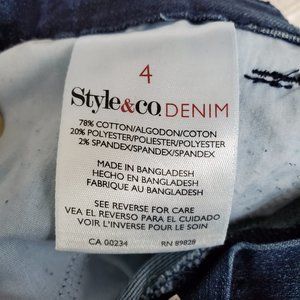 4
Style&co. DENIM
78% COTTON/ALGODON/COTON
20% POLYESTER/POLIESTER/POLYESTER
2% SPANDEX/SPANDEX/SPANDEX
MADE IN BANGLADESH
HECHO EN BANGLADESH
FABRIQUE AU BANGLADESH
SEE REVERSE FOR CARE
VEA EL REVERSO PARA EL CUIDADO
VOIR L'INVERSE POUR LE SOIN
CA 00234 RN 89828